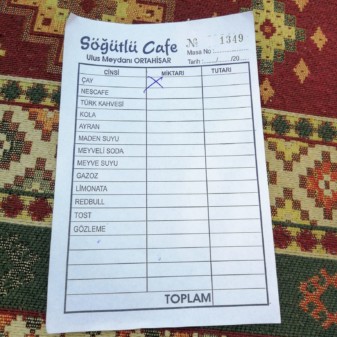 Söğütlü Cafe
Ulus Meydanı ORTAHİSAR
№ 1349
Masa No :
Tarih : ..../..../20....
CİNSİ MİKTARI TUTARI
ÇAY X
NESCAFE
TÜRK KAHVESİ
KOLA
AYRAN
MADEN SUYU
MEYVELİ SODA
MEYVE SUYU
GAZOZ
LİMONATA
REDBULL
TOST
GÖZLEME
TOPLAM